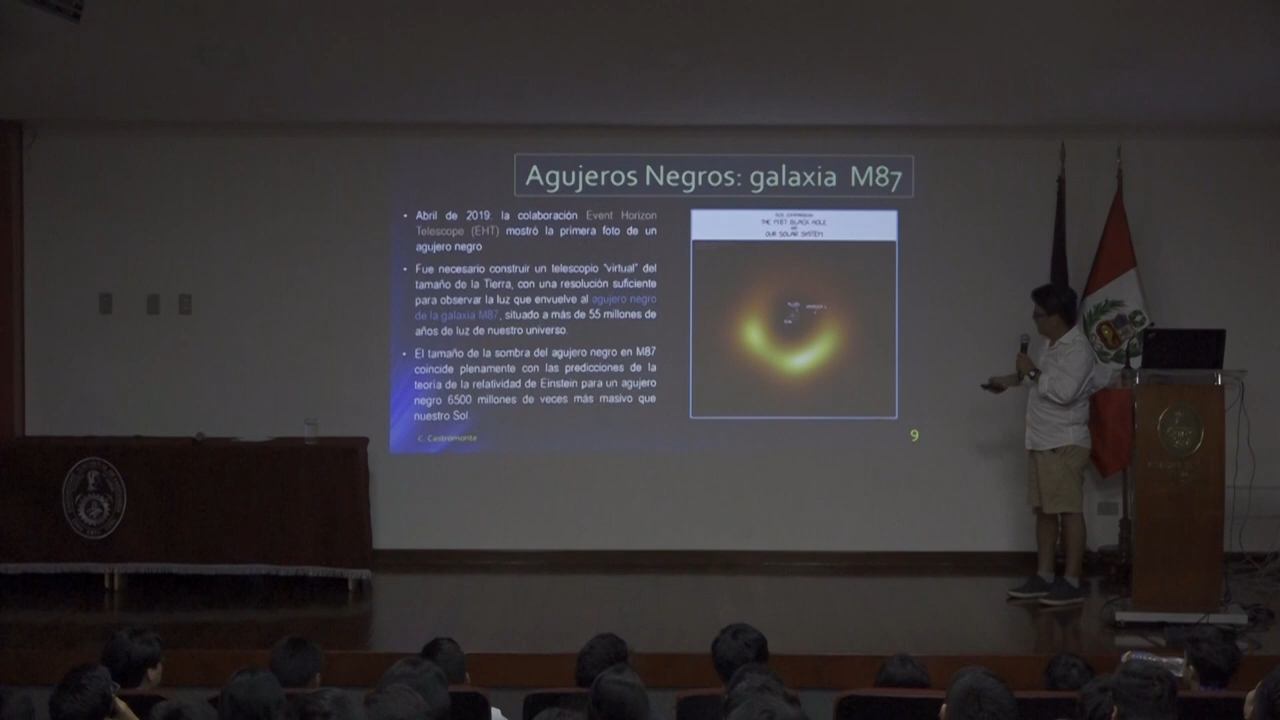 Agujeros Negros: galaxia M87
• Abril de 2019: la colaboración Event Horizon
Telescope (EHT) mostró la primera foto de un
agujero negro
• Fue necesario construir un telescopio "virtual" del
tamaño de la Tierra, con una resolución suficiente
para observar la luz que envuelve al agujero negro
de la galaxia M87, situado a más de 55 millones de
años de luz de nuestro universo.
• El tamaño de la sombra del agujero negro en M87
coincide plenamente con las predicciones de la
teoria de la relatividad de Einstein para un agujero
negro 6500 millones de veces más masivo que
nuestro Sol.
THE M87 BLACK HOLE
OUR SOLAR SYSTEM
C. Castromonte
9